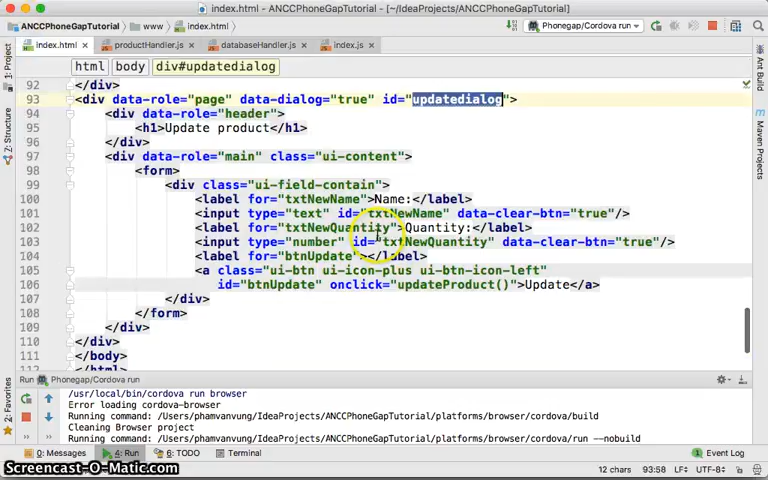 index.html - ANCCPhoneGapTutorial - [~/IdeaProjects/ANCCPhoneGapTutorial]
ANCCPhoneGapTutorial www index.html Phonegap/Cordova run
index.html productHandler.js databaseHandler.js index.js
html body div#updatedialog
92 </div>
93 <div data-role="page" data-dialog="true" id="updatedialog">
94 <div data-role="header">
95 <h1>Update product</h1>
96 </div>
97 <div data-role="main" class="ui-content">
98 <form>
99 <div class="ui-field-contain">
100 <label for="txtNewName">Name:</label>
101 <input type="text" id="txtNewName" data-clear-btn="true"/>
102 <label for="txtNewQuantity">Quantity:</label>
103 <input type="number" id="txtNewQuantity" data-clear-btn="true"/>
104 <label for="btnUpdate"></label>
105 <a class="ui-btn ui-icon-plus ui-btn-icon-left"
106 id="btnUpdate" onclick="updateProduct()">Update</a>
107 </div>
108 </form>
109 </div>
110 </div>
111 </body>
112 </html>
1: Project
7: Structure
2: Favorites
Ant Build
Maven Projects
Run Phonegap/Cordova run
/usr/local/bin/cordova run browser
Error loading cordova-browser
Running command: /Users/phamvanvung/IdeaProjects/ANCCPhoneGapTutorial/platforms/browser/cordova/build
Cleaning Browser project
Running command: /Users/phamvanvung/IdeaProjects/ANCCPhoneGapTutorial/platforms/browser/cordova/run --nobuild
0: Messages 4: Run 6: TODO Terminal 1 Event Log
12 chars 93:58 LF÷ UTF-8÷
Screencast-O-Matic.com